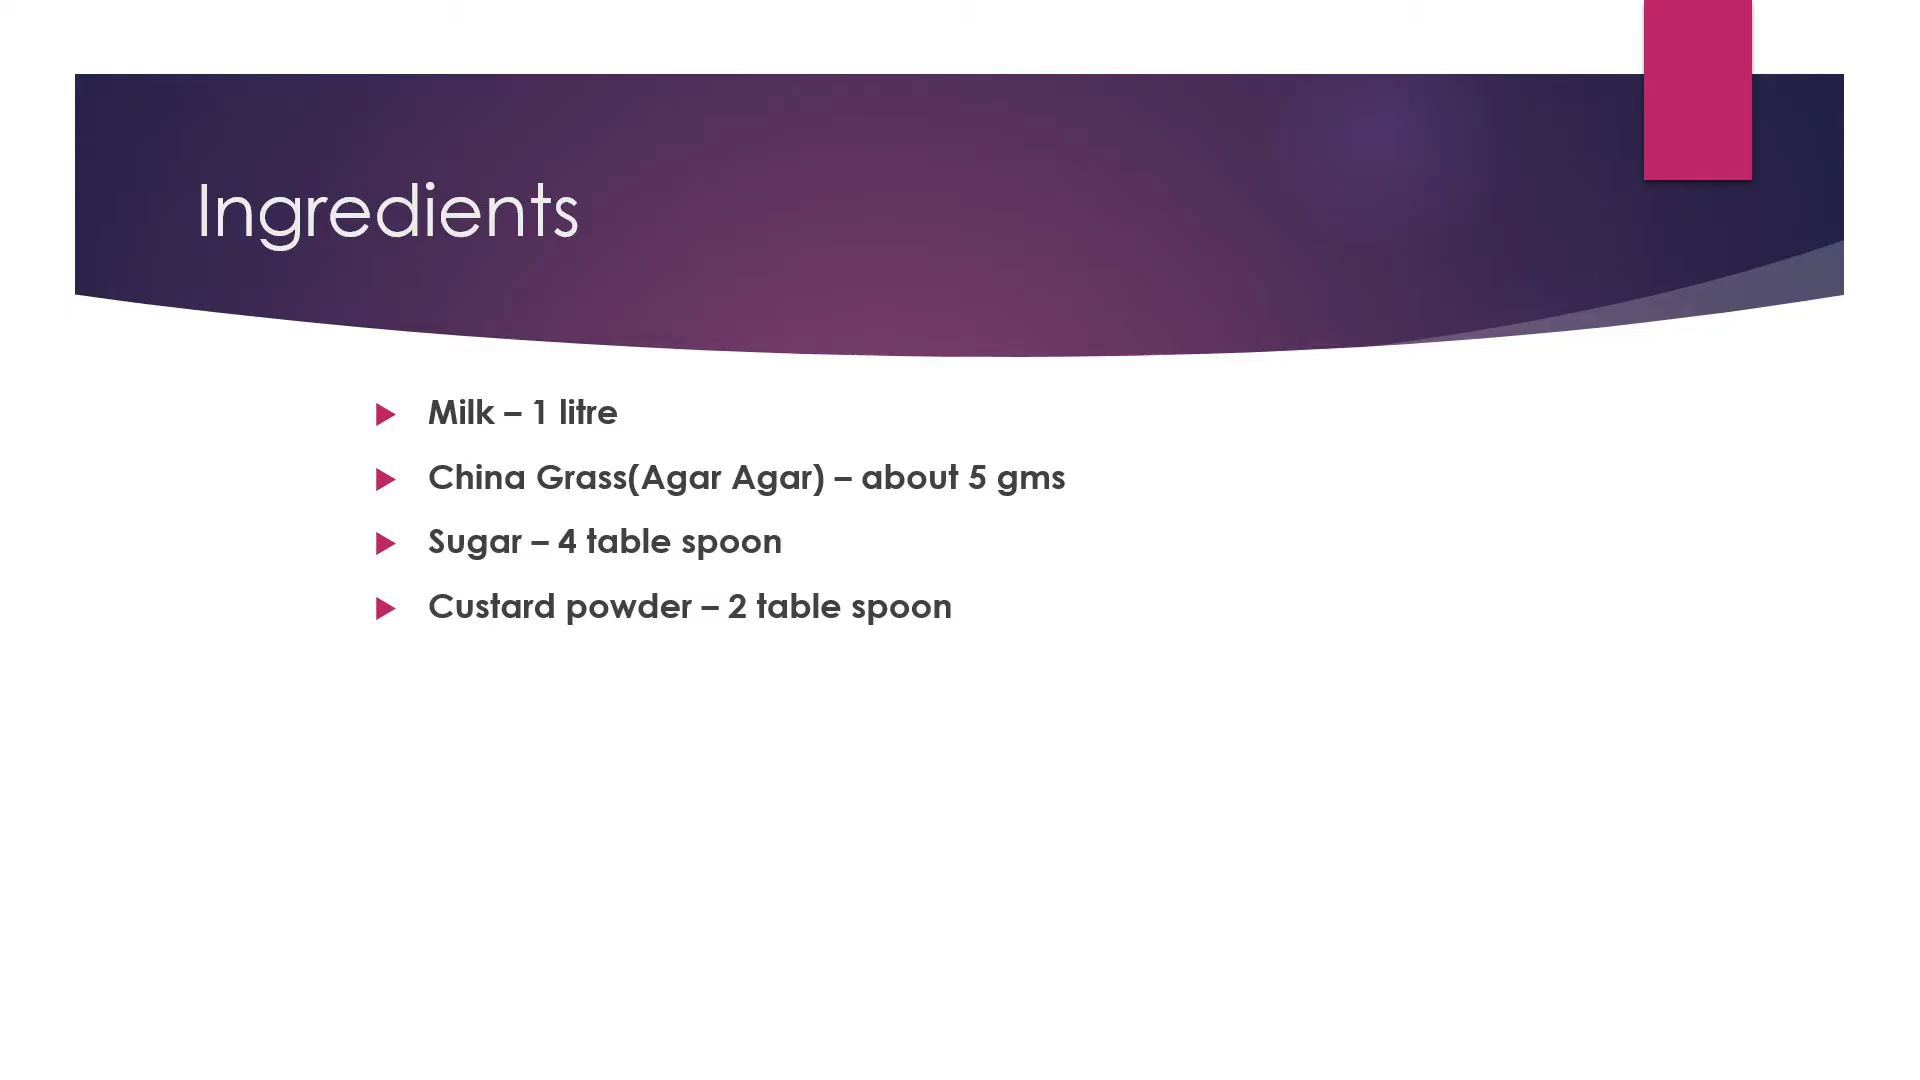 Ingredients
Milk – 1 litre
China Grass(Agar Agar) – about 5 gms
Sugar – 4 table spoon
Custard powder – 2 table spoon